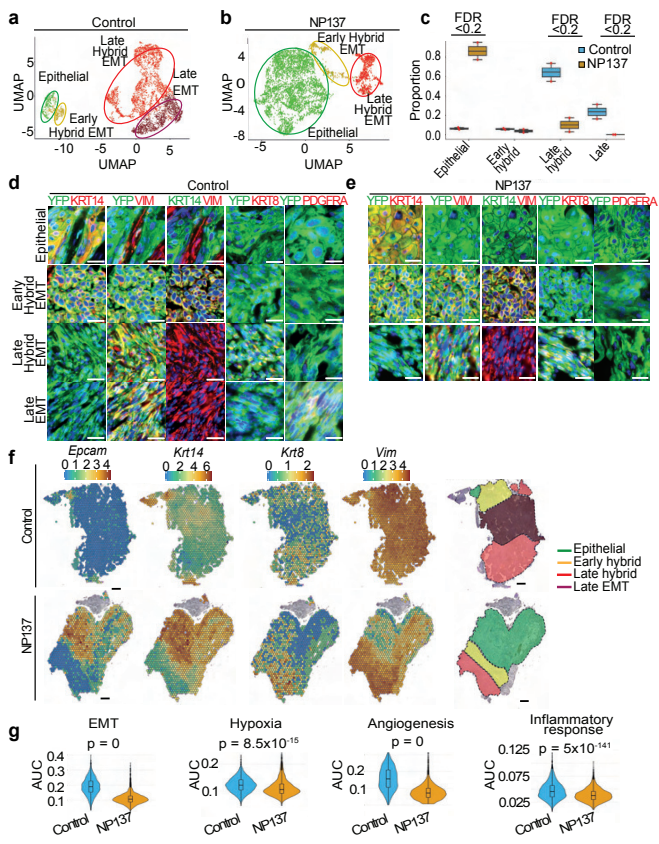 a
Control
Late
Hybrid
EMT
Epithelial
Late
EMT
Early
Hybrid EMT
UMAP
5
0
-5
-10
-5
0
5
UMAP
b
NP137
Early Hybrid
EMT
Late
Hybrid
EMT
Epithelial
UMAP
8
4
0
-4
-8
-5
0
5
UMAP
c
FDR
<0.2
FDR
<0.2
FDR
<0.2
Control
NP137
Proportion
0.8
0.6
0.4
0.2
0.0
Epithelial
Early
hybrid
Late
hybrid
Late
d
Control
YFP KRT14
YFP VIM
KRT14 VIM
YFP KRT8
YFP PDGFRA
Epithelial
Early
Hybrid
EMT
Late
Hybrid
EMT
Late
EMT
e
NP137
YFP KRT14
YFP VIM
KRT14 VIM
YFP KRT8
YFP PDGFRA
f
Epcam
0 1 2 3 4
Krt14
0 2 4 6
Krt8
0 1 2
Vim
0 1 2 3 4
Control
NP137
Epithelial
Early hybrid
Late hybrid
Late EMT
g
EMT
p = 0
AUC
0.4
0.3
0.2
0.1
Control
NP137
Hypoxia
p = 8.5x10-15
AUC
0.2
0.1
Control
NP137
Angiogenesis
p = 0
AUC
0.2
0.1
Control
NP137
Inflammatory
response
p = 5x10-141
AUC
0.125
0.075
0.025
Control
NP137